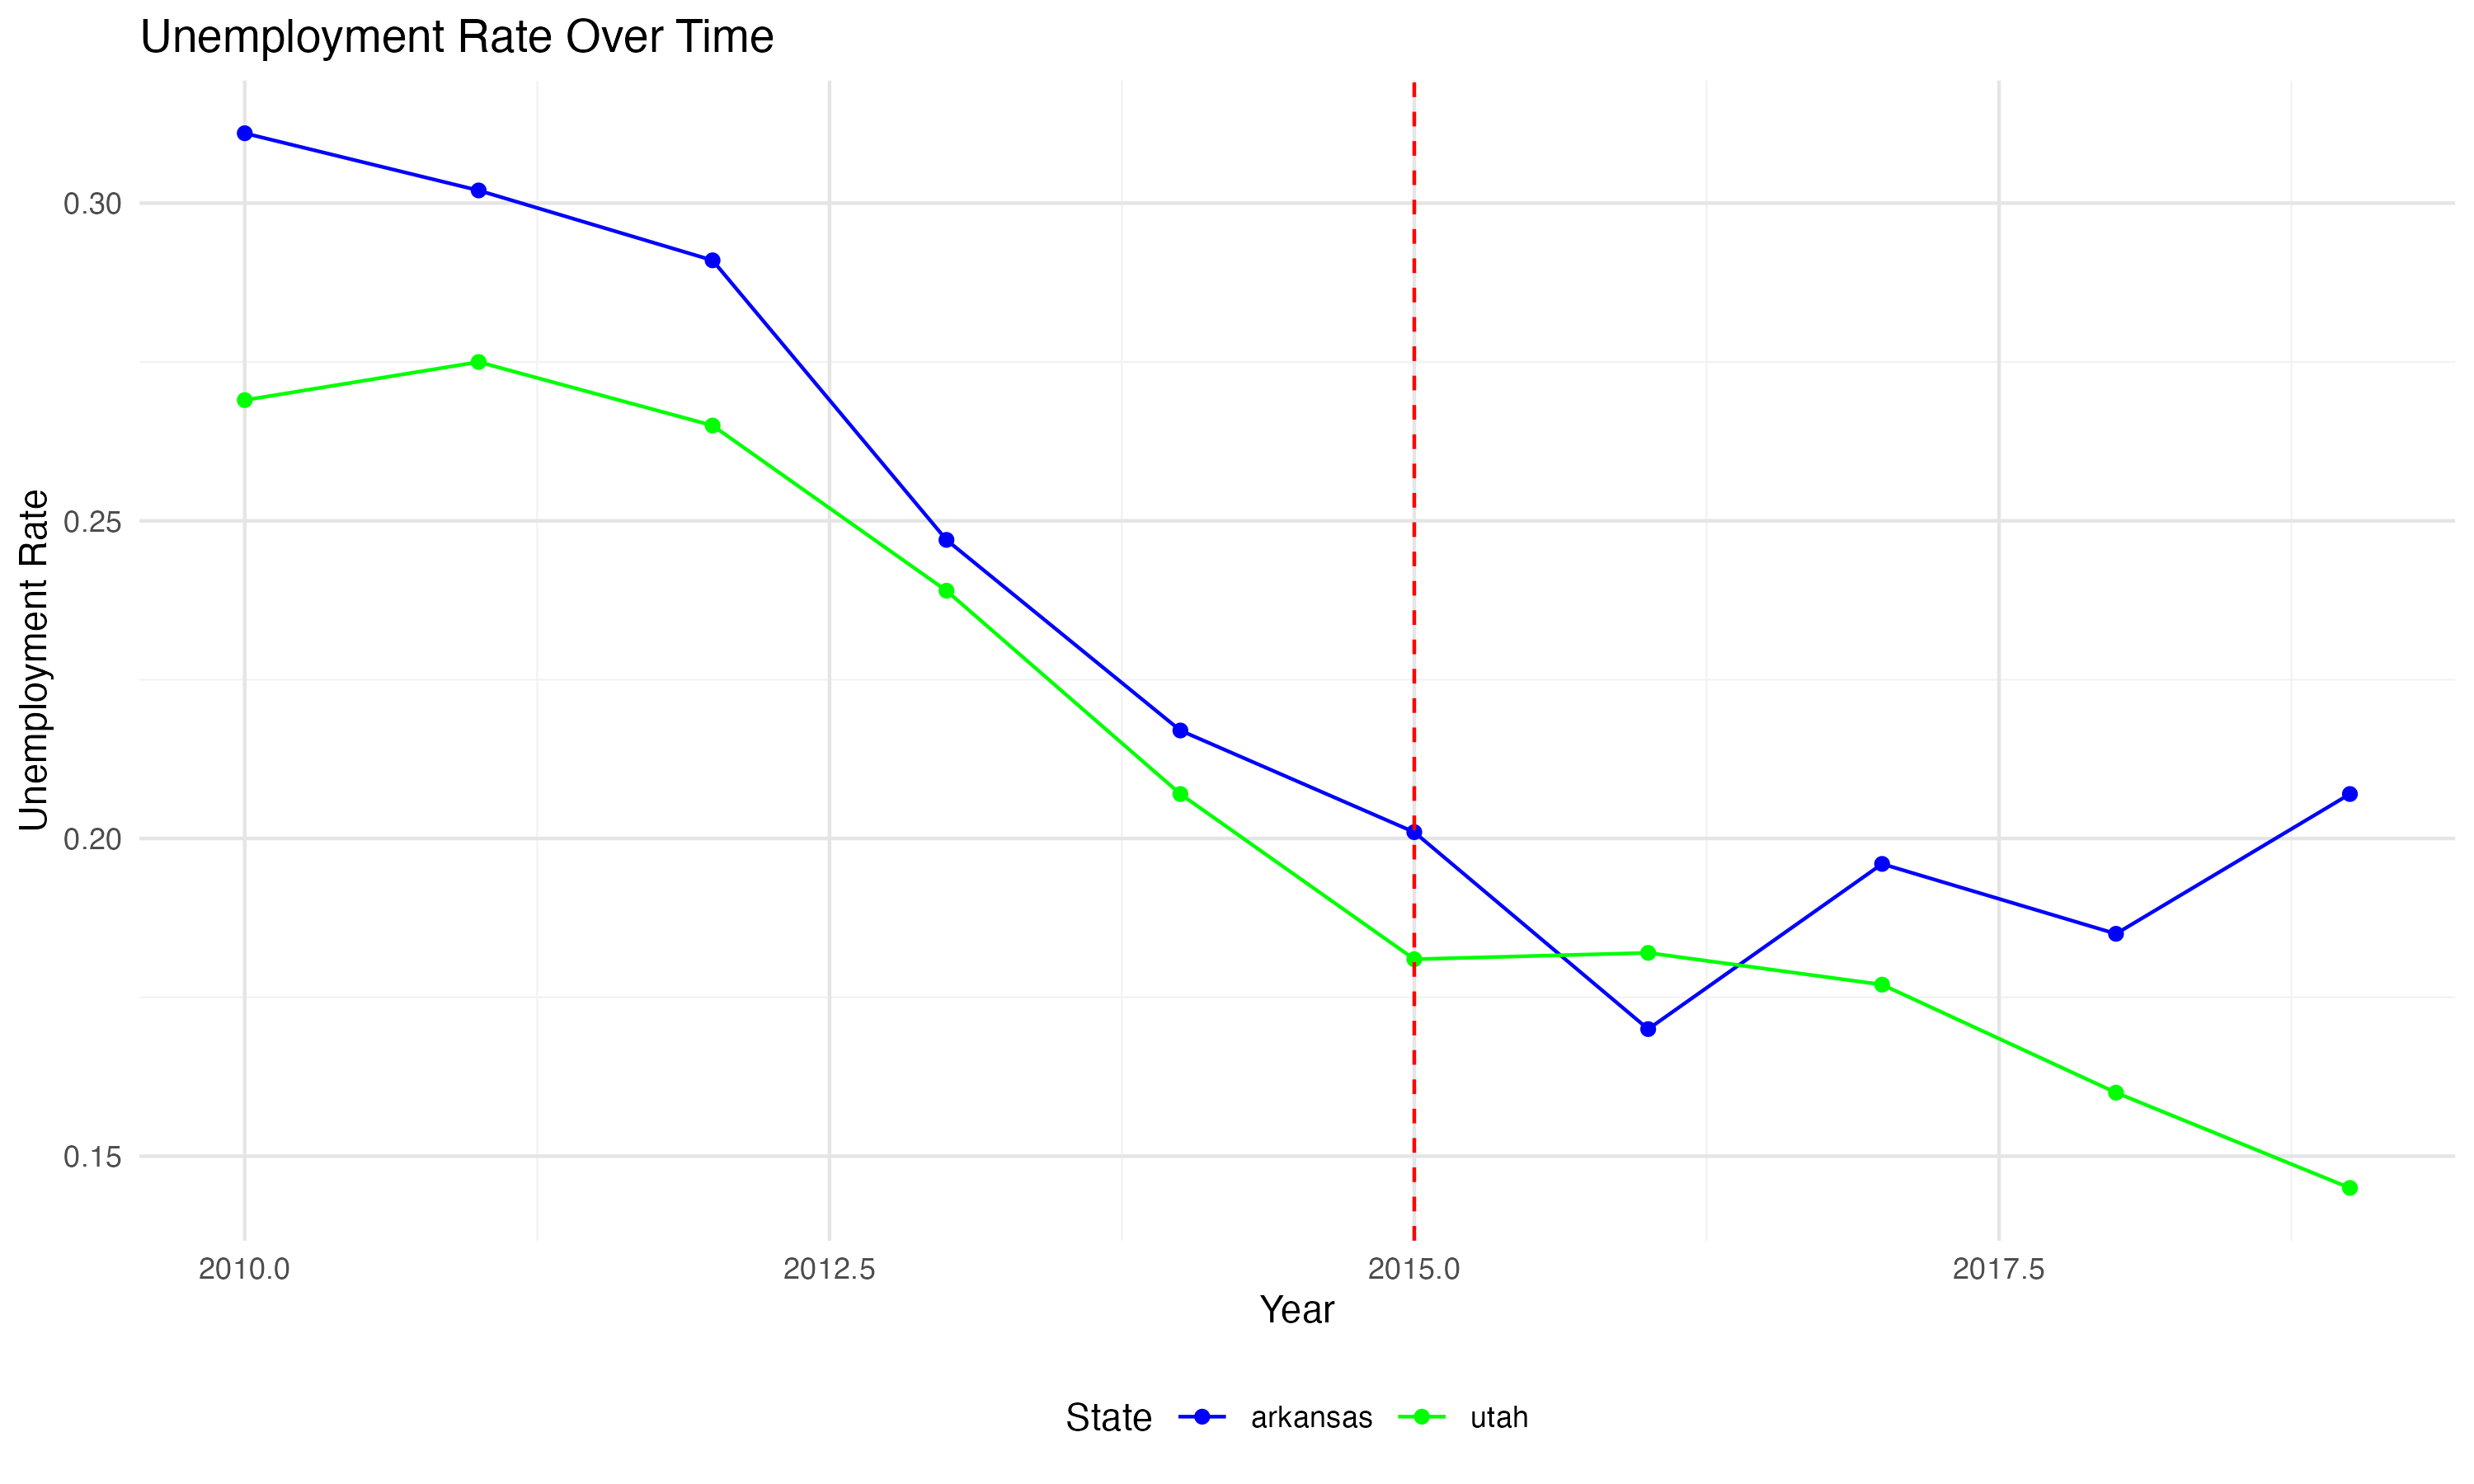 Unemployment Rate Over Time
Unemployment Rate
0.30
0.25
0.20
0.15
2010.0 2012.5 2015.0 2017.5
Year
State arkansas utah